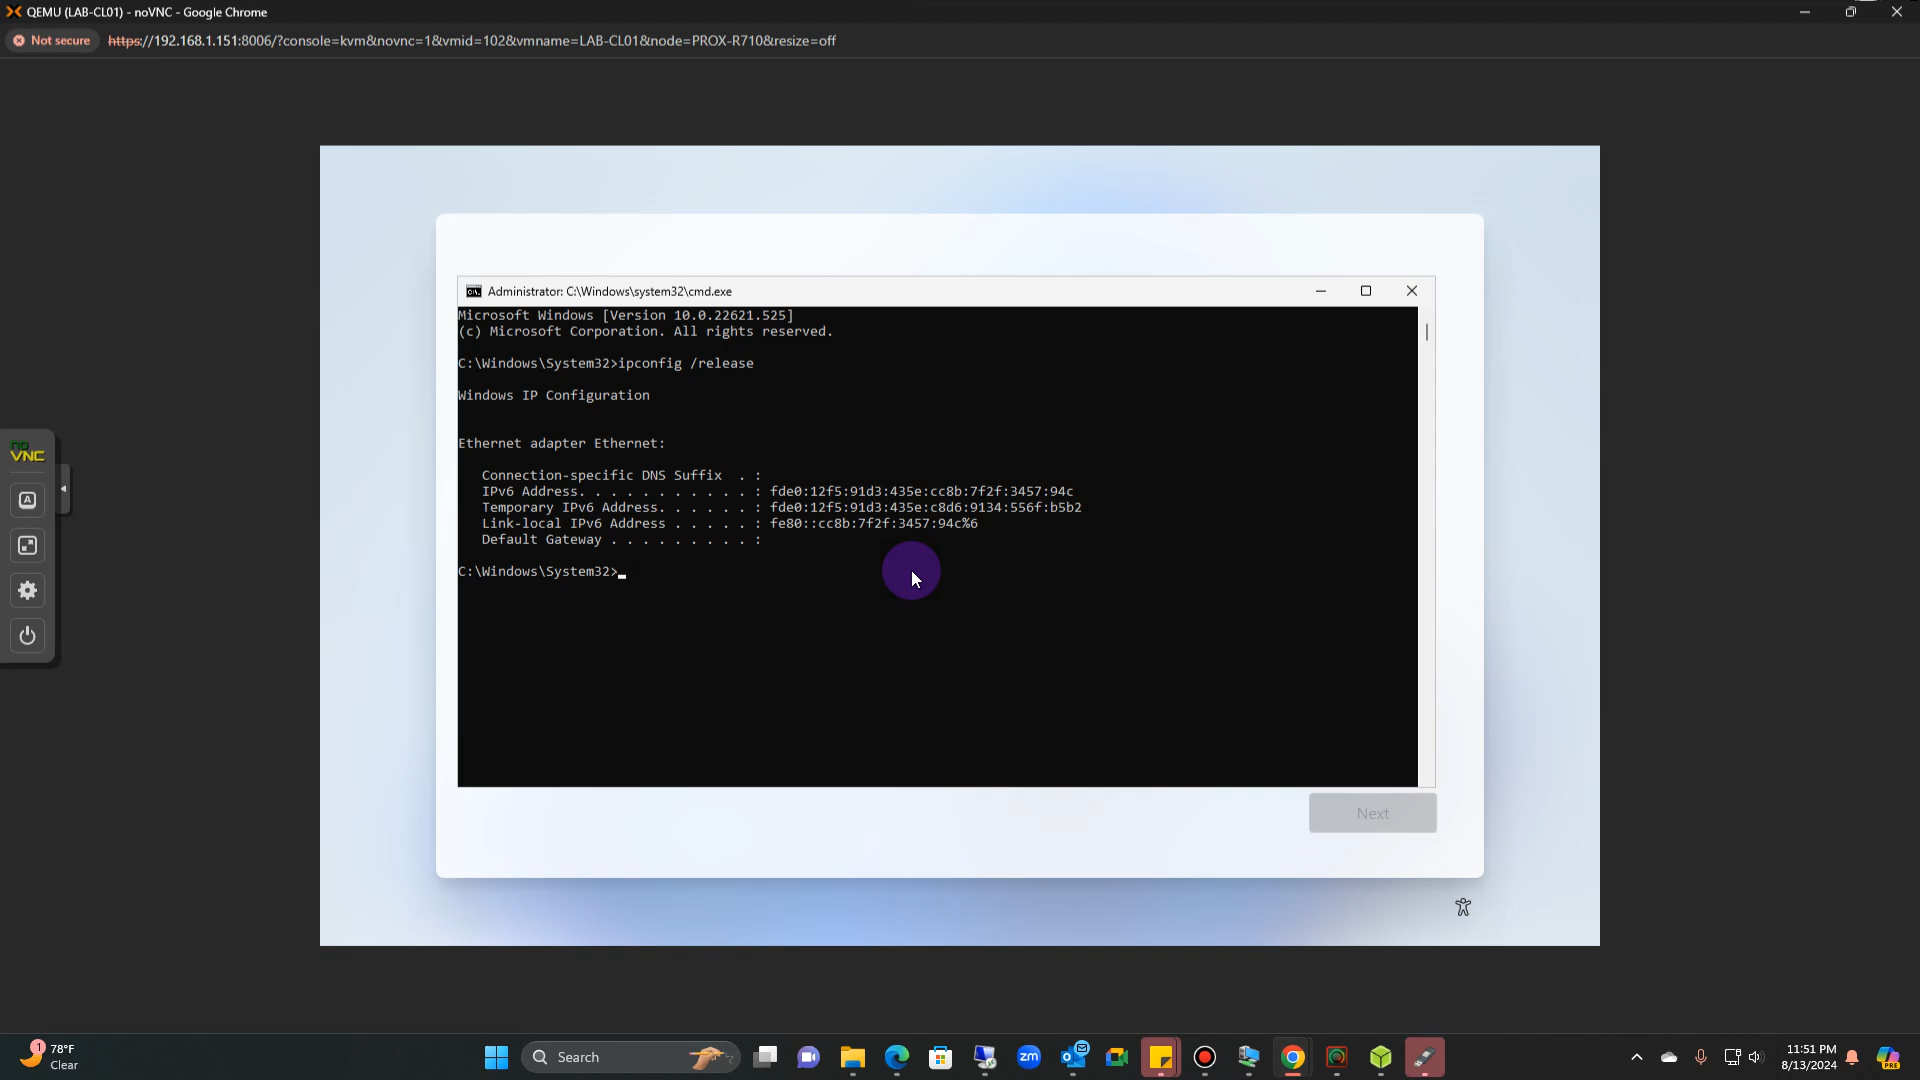 QEMU (LAB-CL01) - noVNC - Google Chrome
Not secure https://192.168.1.151:8006/?console=kvm&novnc=1&vmid=102&vmname=LAB-CL01&node=PROX-R710&resize=off
Administrator: C:\Windows\system32\cmd.exe
Microsoft Windows [Version 10.0.22621.525]
(c) Microsoft Corporation. All rights reserved.
C:\Windows\System32>ipconfig /release
Windows IP Configuration
Ethernet adapter Ethernet:
Connection-specific DNS Suffix . :
IPv6 Address. . . . . . . . . . . : fde0:12f5:91d3:435e:cc8b:7f2f:3457:94c
Temporary IPv6 Address. . . . . . : fde0:12f5:91d3:435e:c8d6:9134:556f:b5b2
Link-local IPv6 Address . . . . . : fe80::cc8b:7f2f:3457:94c%6
Default Gateway . . . . . . . . . :
C:\Windows\System32>
no
VNC
A
Next
1
78°F
Clear
Search
zm
11:51 PM
8/13/2024
PRE